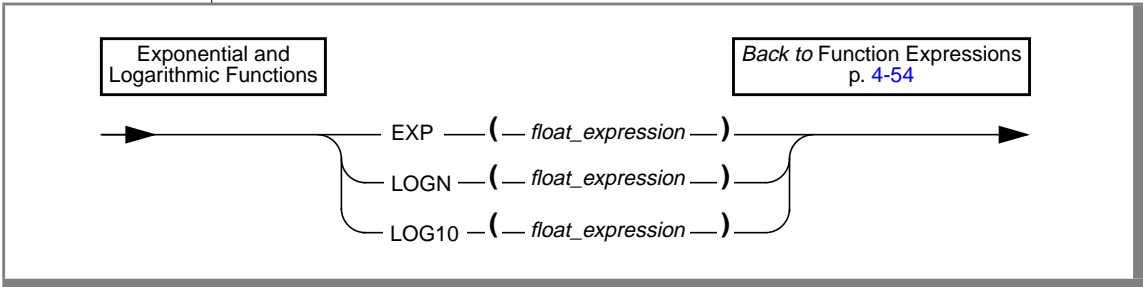 Exponential and
Logarithmic Functions
Back to Function Expressions
p. 4-54
EXP ( float_expression )
LOGN ( float_expression )
LOG10 ( float_expression )